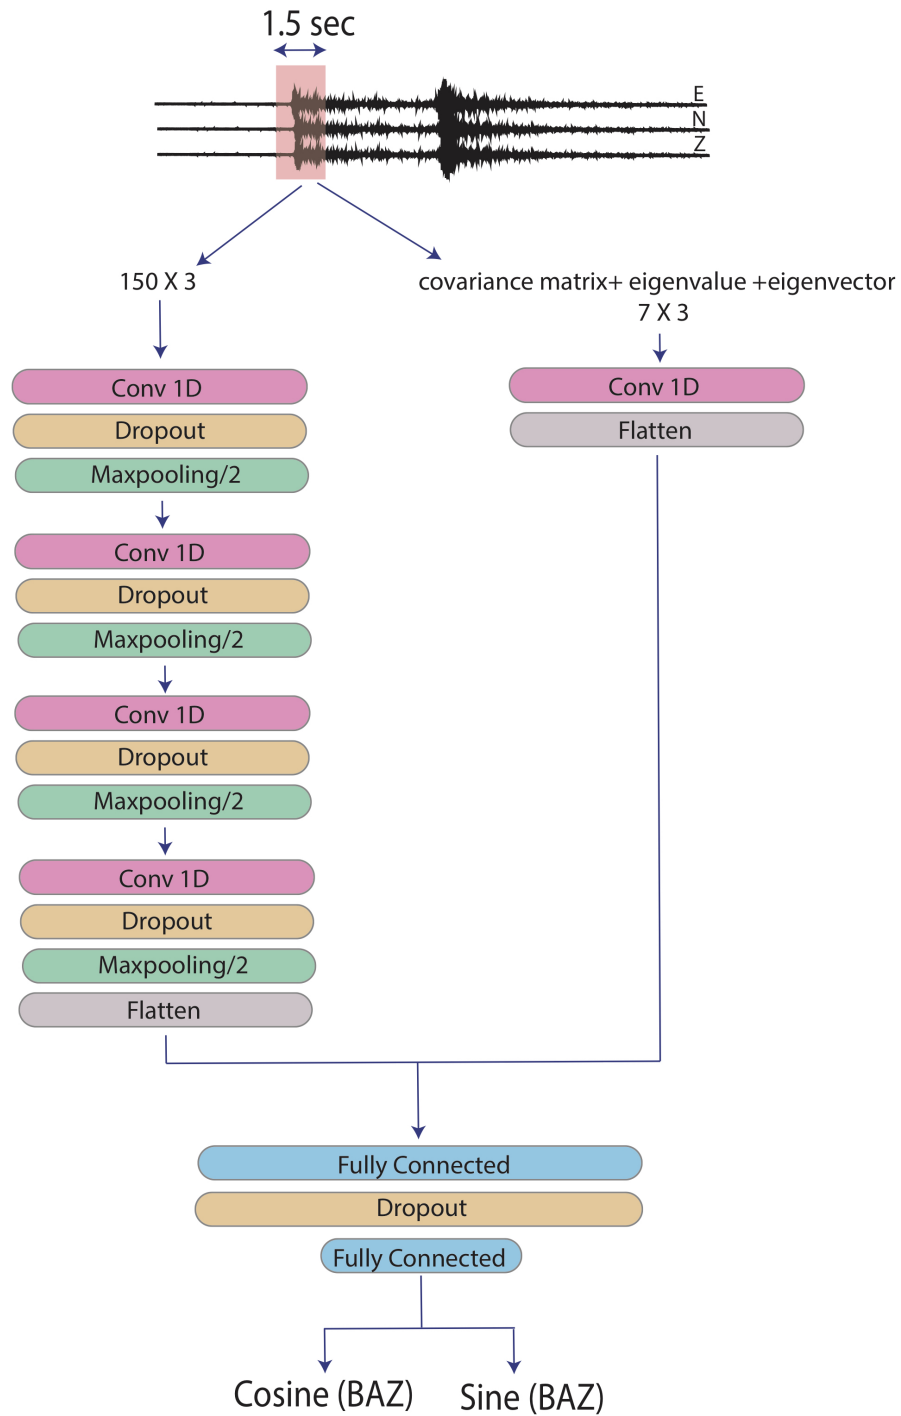 1.5 sec
E
N
Z
150 X 3
covariance matrix+ eigenvalue +eigenvector
7 X 3
Conv 1D
Dropout
Maxpooling/2
Conv 1D
Dropout
Maxpooling/2
Conv 1D
Dropout
Maxpooling/2
Conv 1D
Dropout
Maxpooling/2
Flatten
Conv 1D
Flatten
Fully Connected
Dropout
Fully Connected
Cosine (BAZ)
Sine (BAZ)